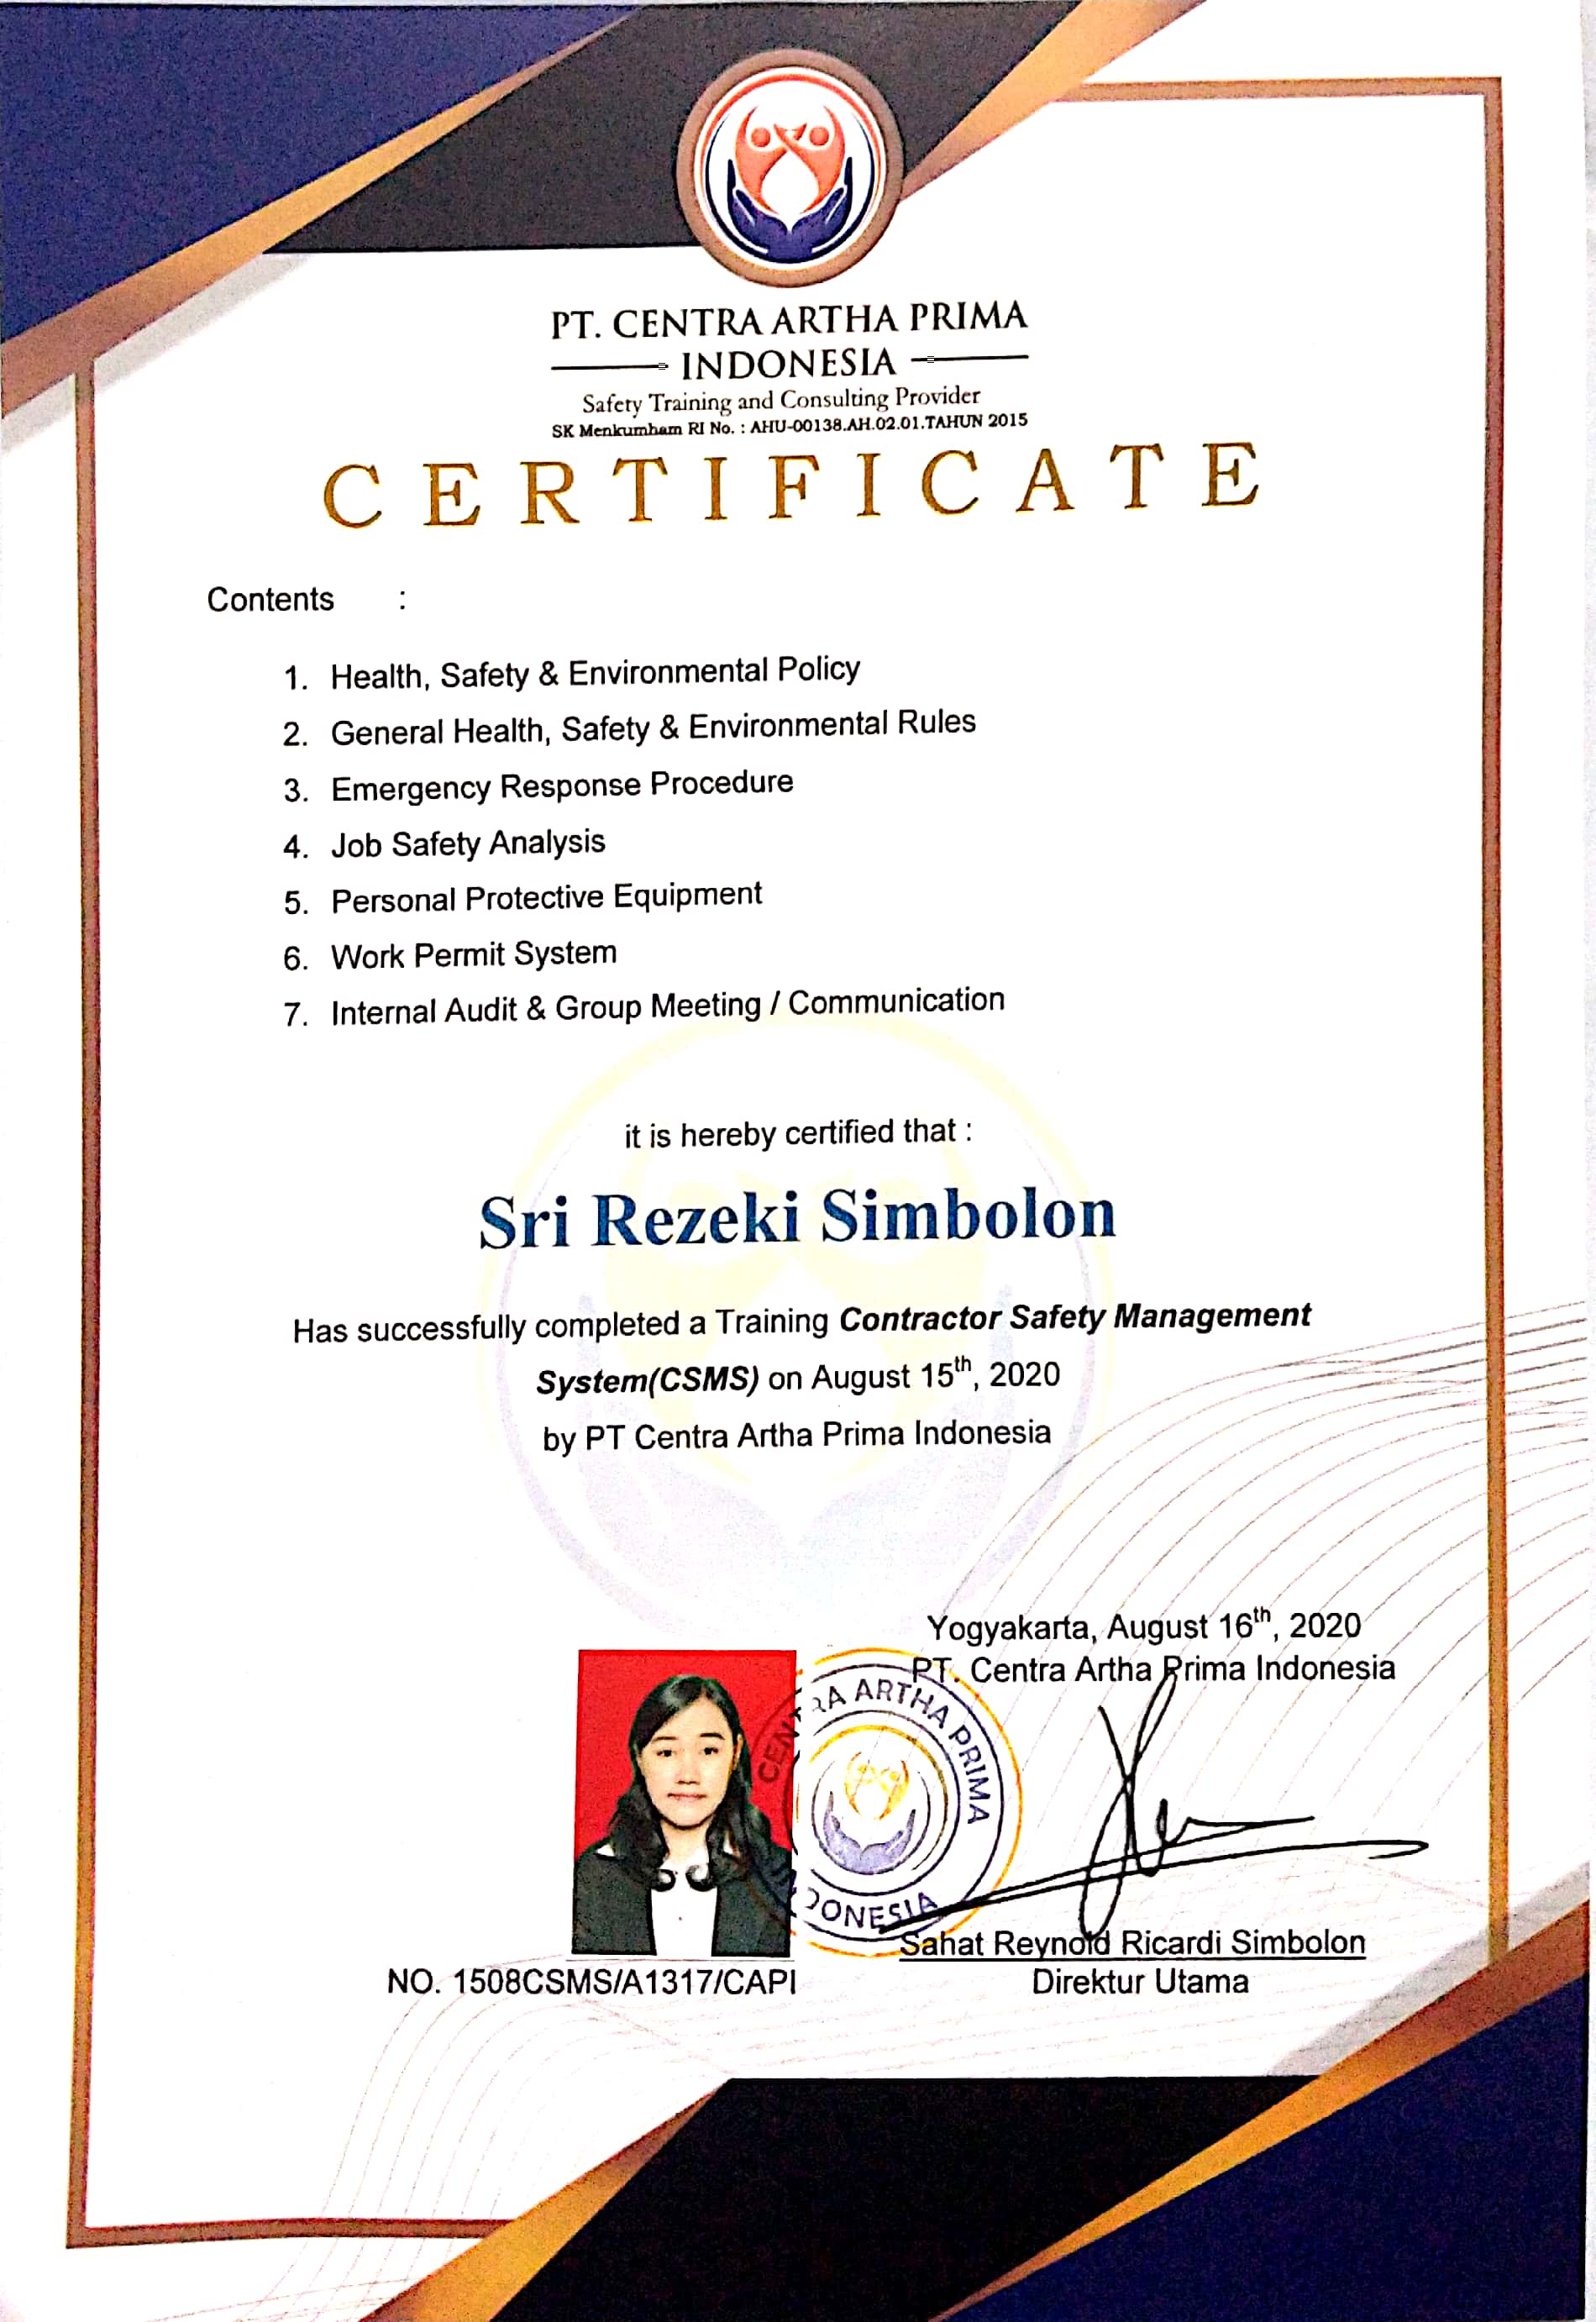 PT. CENTRA ARTHA PRIMA
INDONESIA
Safety Training and Consulting Provider
SK Menkumham RI No. : AHU-00138.AH.02.01.TAHUN 2015
CERTIFICATE
Contents :
1. Health, Safety & Environmental Policy
2. General Health, Safety & Environmental Rules
3. Emergency Response Procedure
4. Job Safety Analysis
5. Personal Protective Equipment
6. Work Permit System
7. Internal Audit & Group Meeting / Communication
it is hereby certified that :
Sri Rezeki Simbolon
Has successfully completed a Training Contractor Safety Management
System(CSMS) on August 15th, 2020
by PT Centra Artha Prima Indonesia
Yogyakarta, August 16th, 2020
PT. Centra Artha Prima Indonesia
CENTRA ARTHA PRIMA
DONESIA
Sahat Reynold Ricardi Simbolon
Direktur Utama
NO. 1508CSMS/A1317/CAPI